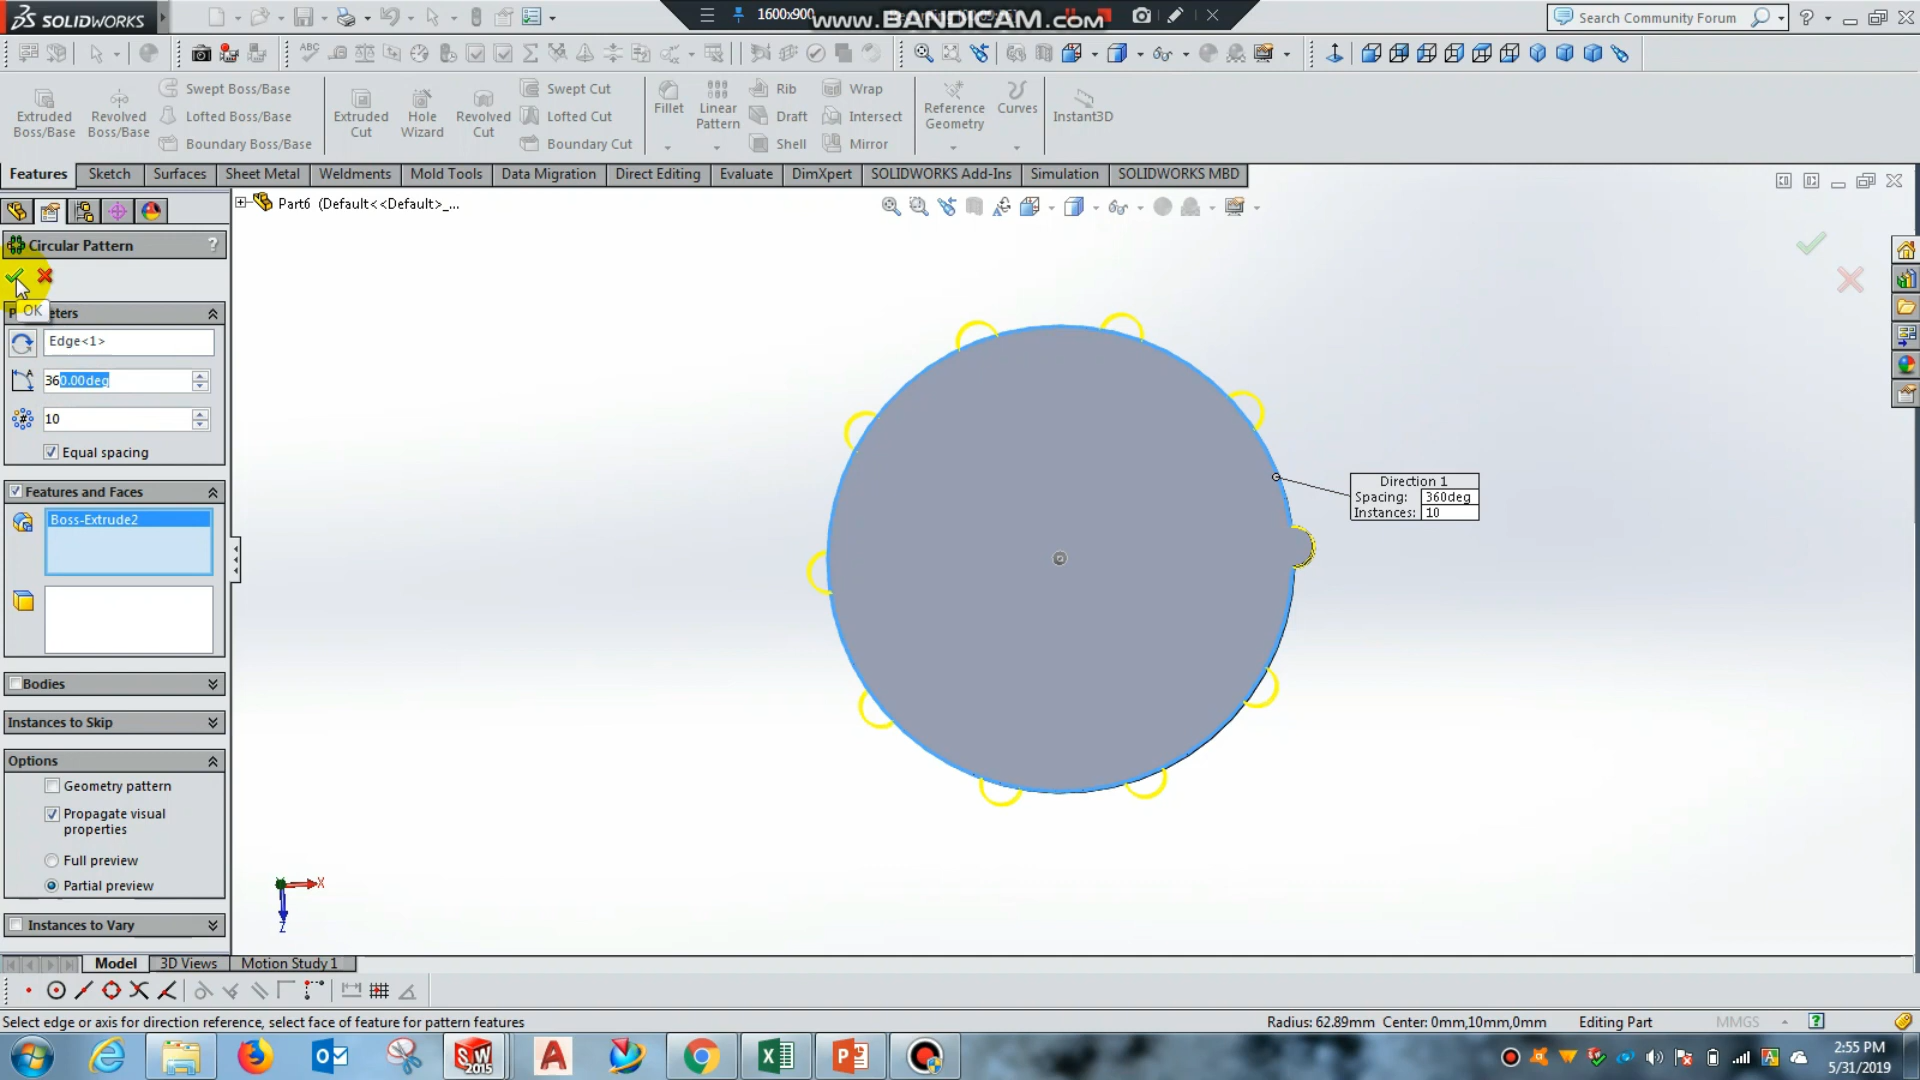 SOLIDWORKS
1600x900
www.BANDICAM.com
Search Community Forum
Extruded Boss/Base
Revolved Boss/Base
Swept Boss/Base
Lofted Boss/Base
Boundary Boss/Base
Extruded Cut
Hole Wizard
Revolved Cut
Swept Cut
Lofted Cut
Boundary Cut
Fillet
Linear Pattern
Rib
Draft
Shell
Wrap
Intersect
Mirror
Reference Geometry
Curves
Instant3D
Features
Sketch
Surfaces
Sheet Metal
Weldments
Mold Tools
Data Migration
Direct Editing
Evaluate
DimXpert
SOLIDWORKS Add-Ins
Simulation
SOLIDWORKS MBD
Part6 (Default<<Default>_...
Circular Pattern
?
OK
eters
Edge<1>
360.00deg
10
Equal spacing
Features and Faces
Boss-Extrude2
Bodies
Instances to Skip
Options
Geometry pattern
Propagate visual
properties
Full preview
Partial preview
Instances to Vary
Direction 1
Spacing: 360deg
Instances: 10
X
Z
Model
3D Views
Motion Study 1
Select edge or axis for direction reference, select face of feature for pattern features
Radius: 62.89mm Center: 0mm,10mm,0mm
Editing Part
MMGS
SW
2015
2:55 PM
5/31/2019